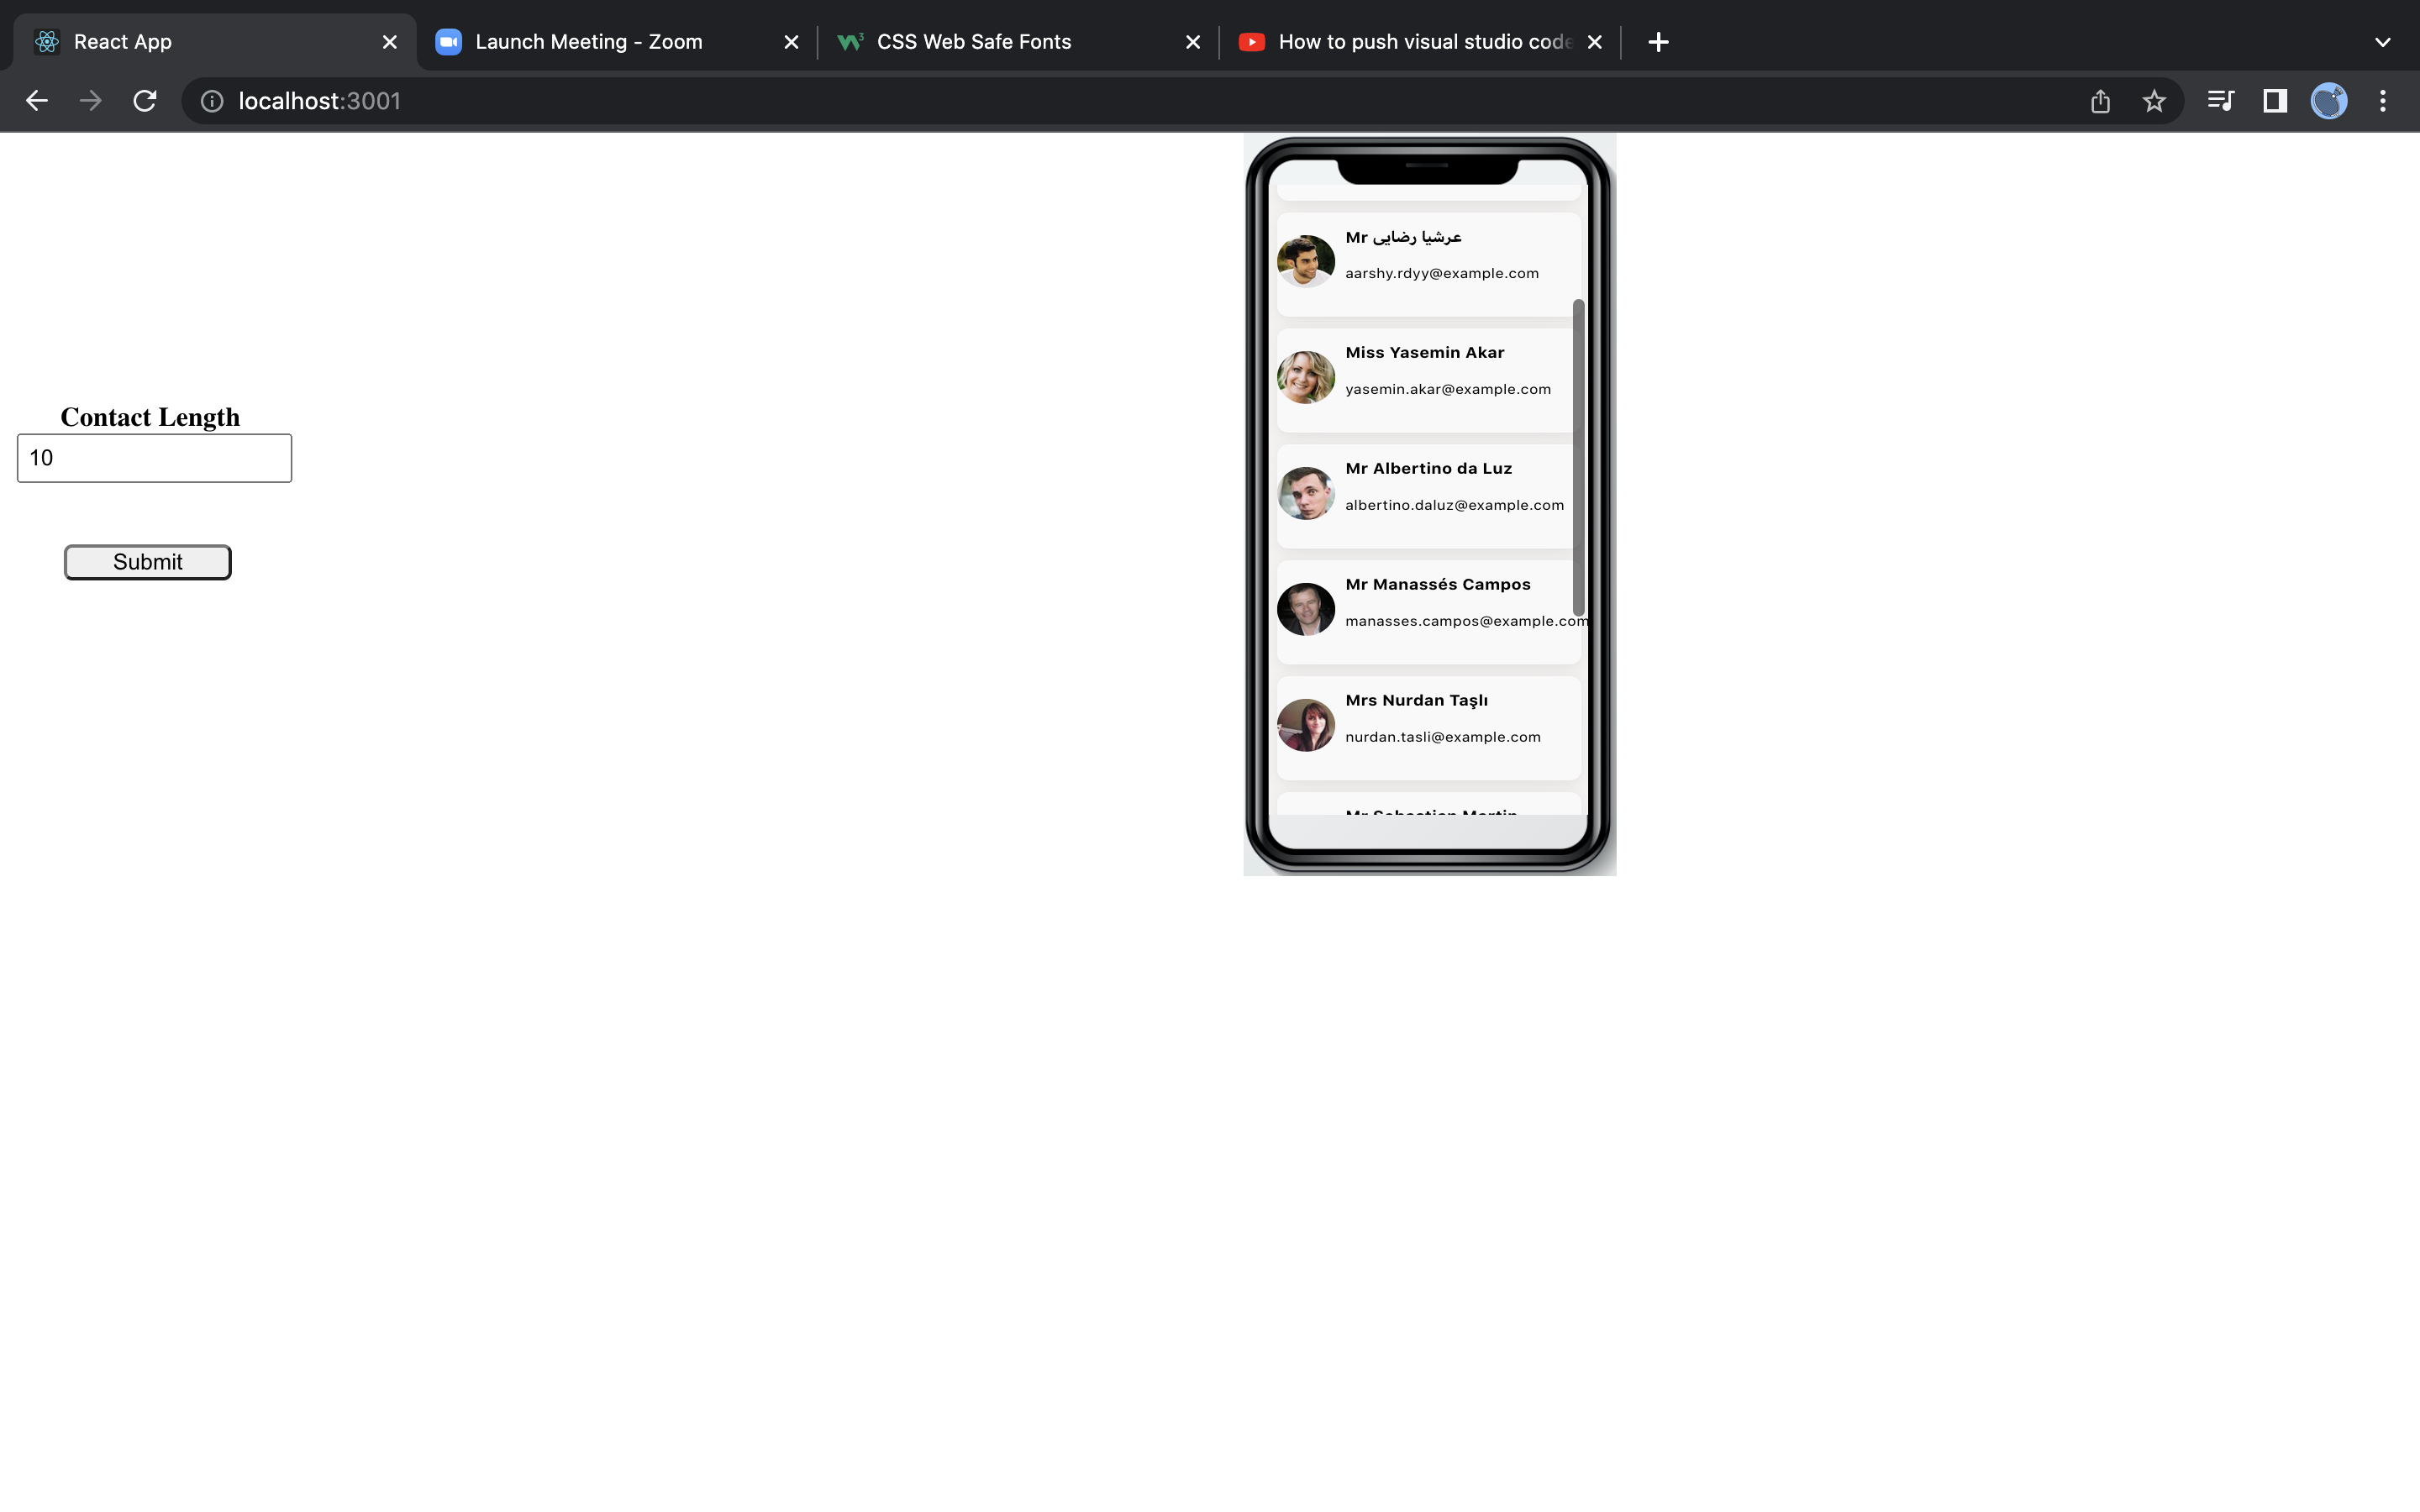 React App
Launch Meeting - Zoom
CSS Web Safe Fonts
How to push visual studio code
localhost:3001
Contact Length
10
Submit
Mr عرشیا رضایی
aarshy.rdyy@example.com
Miss Yasemin Akar
yasemin.akar@example.com
Mr Albertino da Luz
albertino.daluz@example.com
Mr Manassés Campos
manasses.campos@example.com
Mrs Nurdan Taşlı
nurdan.tasli@example.com
Mr Sebastian Martin